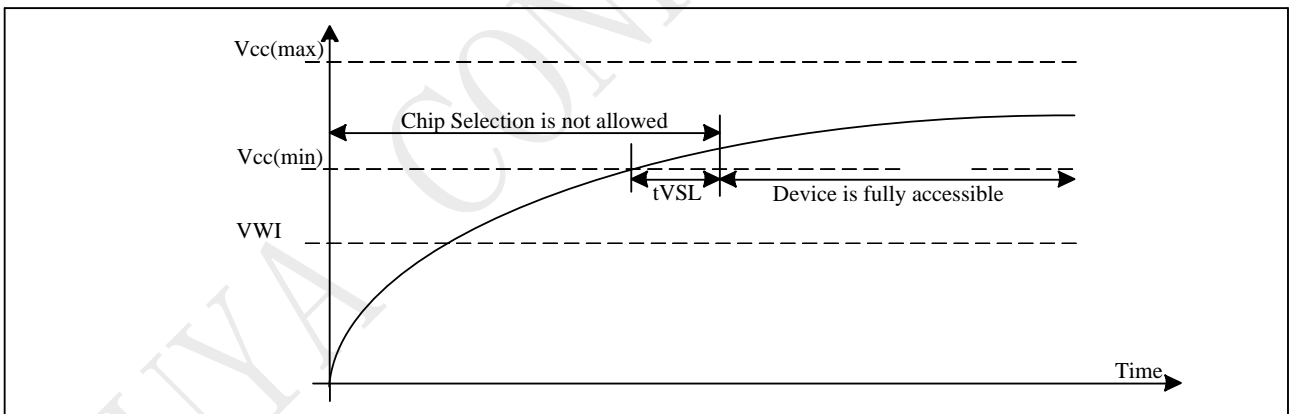 Vcc(max)
Chip Selection is not allowed
Vcc(min)
tVSL
Device is fully accessible
VWI
Time